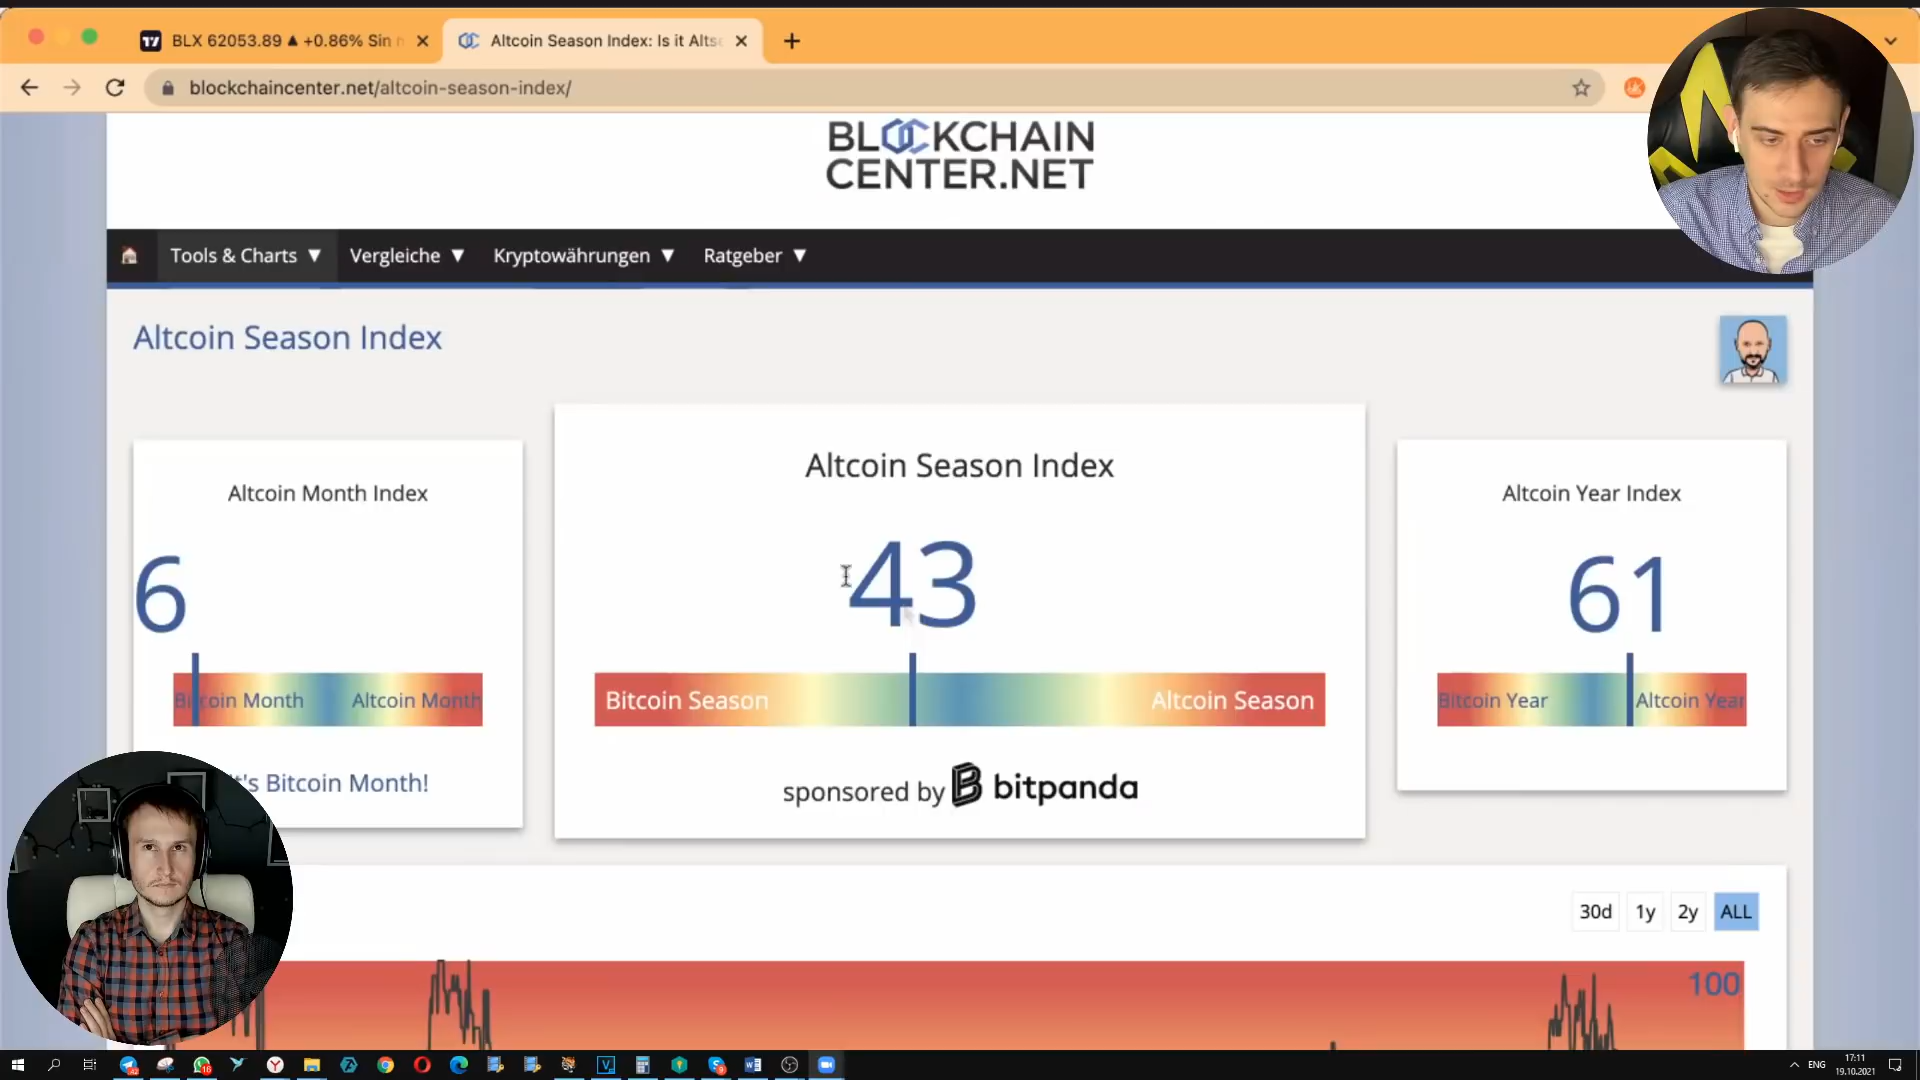 BLX 62053.89 ▲ +0.86% Sin
Altcoin Season Index: Is it Alts
blockchaincenter.net/altcoin-season-index/
BLOCKCHAIN
CENTER.NET
Tools & Charts ▼ Vergleiche ▼ Kryptowährungen ▼ Ratgeber ▼
Altcoin Season Index
Altcoin Month Index
6
Bitcoin Month Altcoin Month
t's Bitcoin Month!
Altcoin Season Index
43
Bitcoin Season Altcoin Season
sponsored by bitpanda
Altcoin Year Index
61
Bitcoin Year Altcoin Year
30d 1y 2y ALL
100
ENG
17:11
19.10.2021